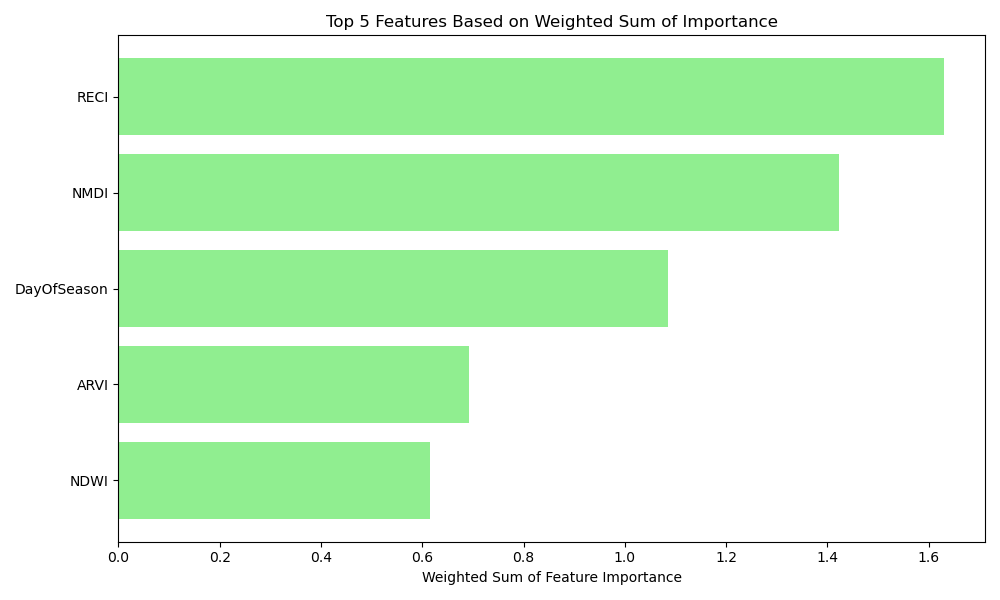 Top 5 Features Based on Weighted Sum of Importance
RECI
NMDI
DayOfSeason
ARVI
NDWI
0.0 0.2 0.4 0.6 0.8 1.0 1.2 1.4 1.6
Weighted Sum of Feature Importance